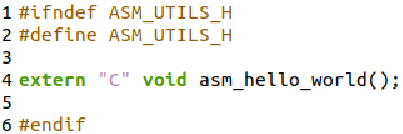 1 #ifndef ASM_UTILS_H
2 #define ASM_UTILS_H
3
4 extern "C" void asm_hello_world();
5
6 #endif